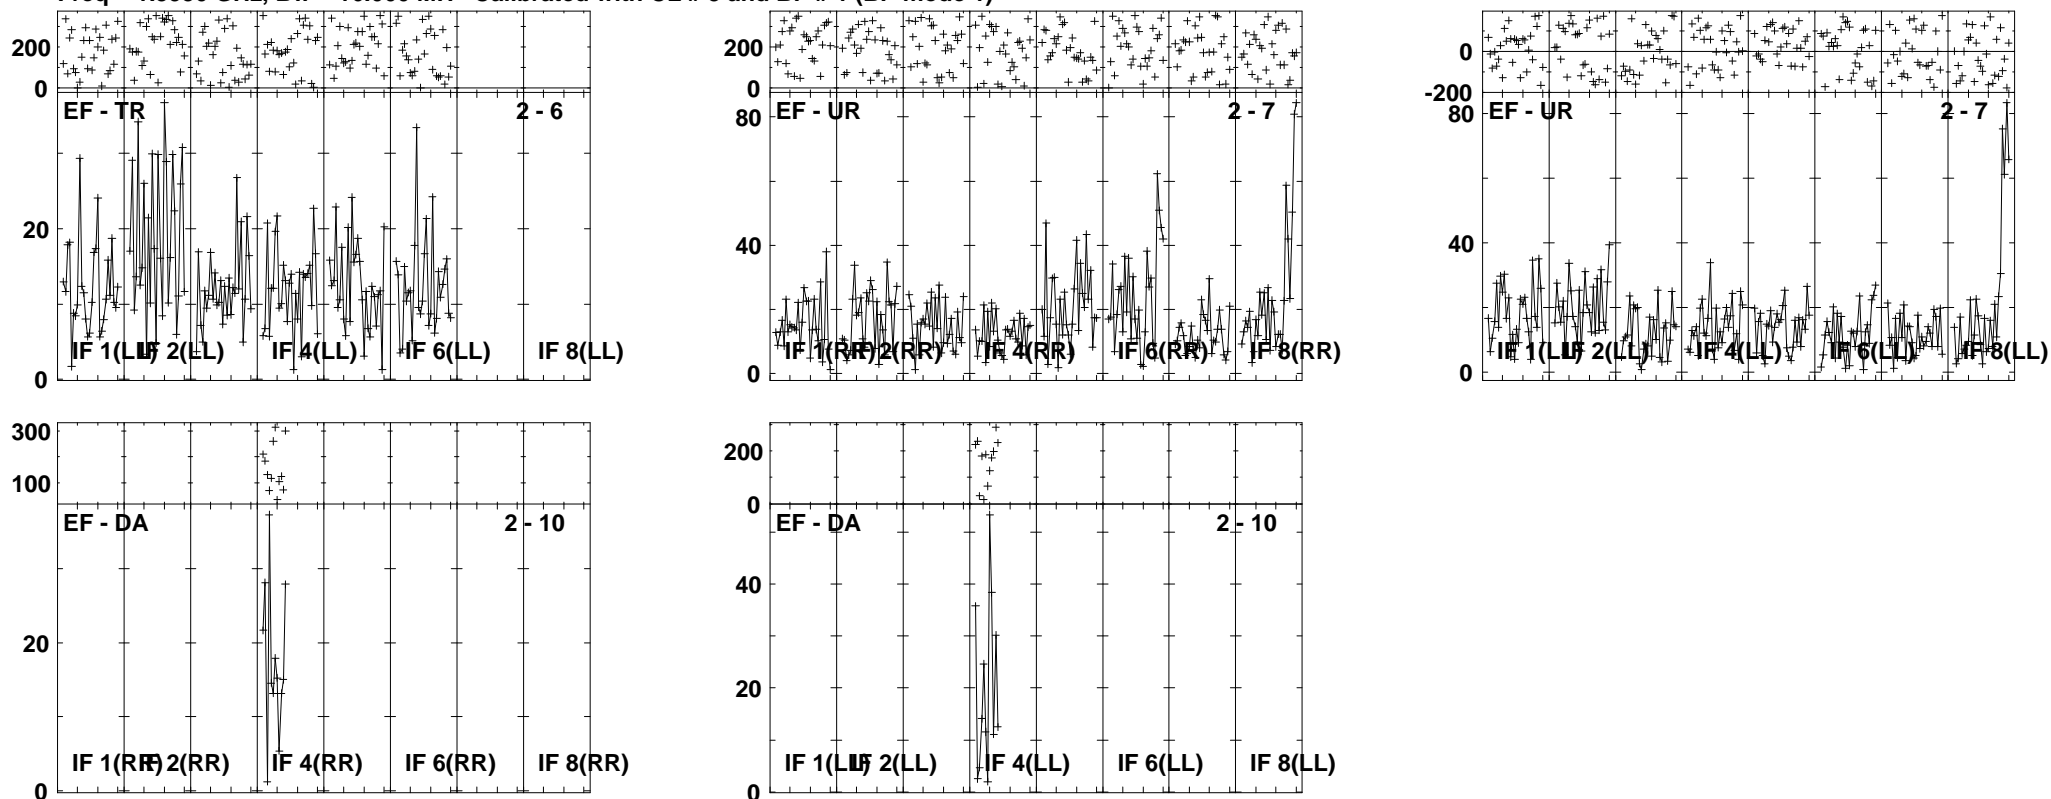 200
0
EF - TR
2 - 6
20
0
IF 1(LL)
IF 2(LL)
IF 4(LL)
IF 6(LL)
IF 8(LL)
200
0
EF - UR
2 - 7
80
40
0
IF 1(RR)
IF 2(RR)
IF 4(RR)
IF 6(RR)
IF 8(RR)
0
-200
EF - UR
2 - 7
80
40
0
IF 1(LL)
IF 2(LL)
IF 4(LL)
IF 6(LL)
IF 8(LL)
300
100
EF - DA
2 - 10
20
0
IF 1(RR)
IF 2(RR)
IF 4(RR)
IF 6(RR)
IF 8(RR)
200
0
EF - DA
2 - 10
40
20
0
IF 1(LL)
IF 2(LL)
IF 4(LL)
IF 6(LL)
IF 8(LL)